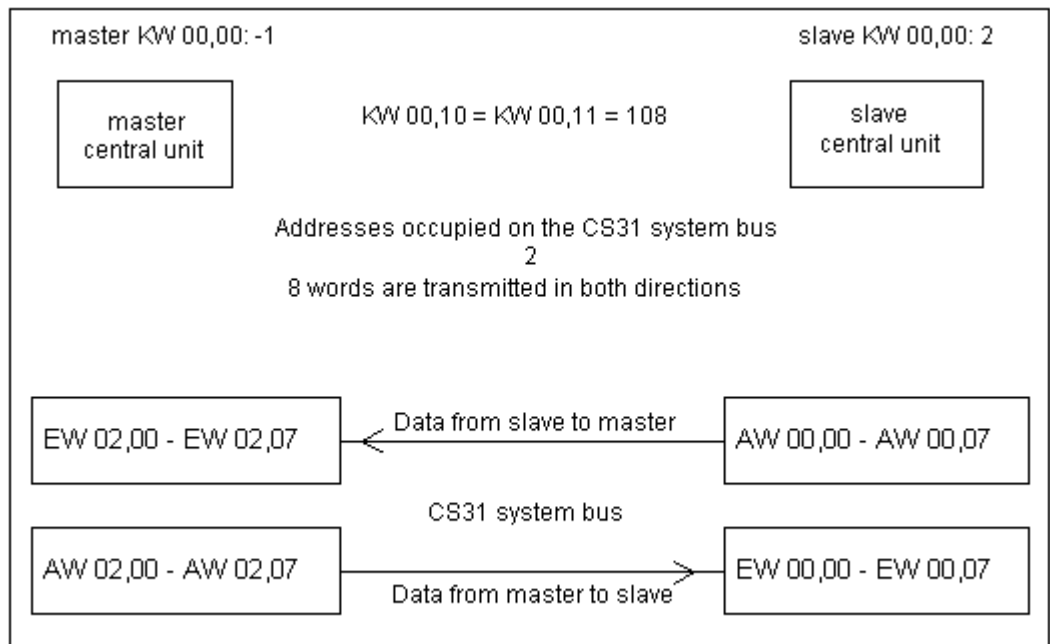 master KW 00,00: -1
slave KW 00,00: 2
master
central unit
KW 00,10 = KW 00,11 = 108
slave
central unit
Addresses occupied on the CS31 system bus
2
8 words are transmitted in both directions
EW 02,00 - EW 02,07
Data from slave to master
AW 00,00 - AW 00,07
CS31 system bus
AW 02,00 - AW 02,07
Data from master to slave
EW 00,00 - EW 00,07